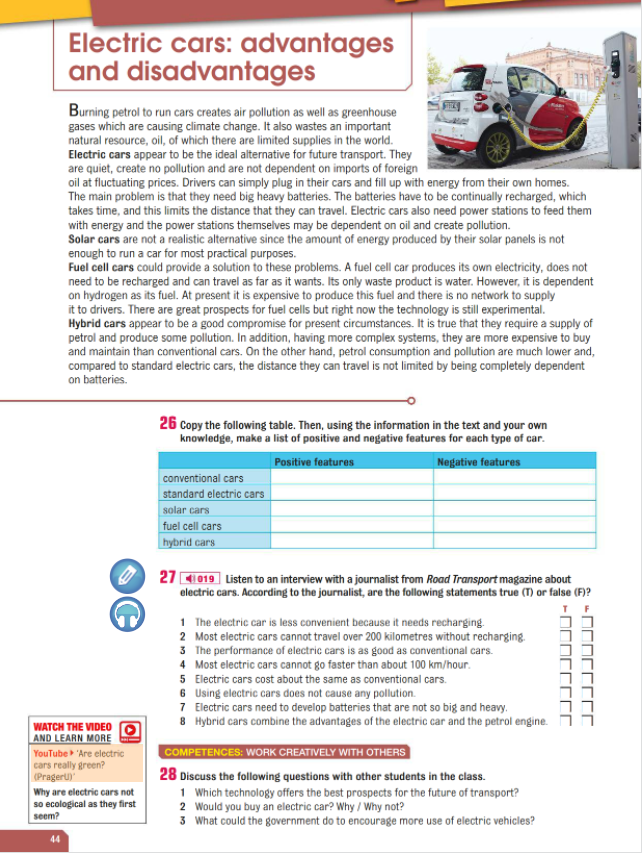 Electric cars: advantages
and disadvantages
Burning petrol to run cars creates air pollution as well as greenhouse
gases which are causing climate change. It also wastes an important
natural resource, oil, of which there are limited supplies in the world.
Electric cars appear to be the ideal alternative for future transport. They
are quiet, create no pollution and are not dependent on imports of foreign
oil at fluctuating prices. Drivers can simply plug in their cars and fill up with energy from their own homes.
The main problem is that they need big heavy batteries. The batteries have to be continually recharged, which
takes time, and this limits the distance that they can travel. Electric cars also need power stations to feed them
with energy and the power stations themselves may be dependent on oil and create pollution.
Solar cars are not a realistic alternative since the amount of energy produced by their solar panels is not
enough to run a car for most practical purposes.
Fuel cell cars could provide a solution to these problems. A fuel cell car produces its own electricity, does not
need to be recharged and can travel as far as it wants. Its only waste product is water. However, it is dependent
on hydrogen as its fuel. At present it is expensive to produce this fuel and there is no network to supply
it to drivers. There are great prospects for fuel cells but right now the technology is still experimental.
Hybrid cars appear to be a good compromise for present circumstances. It is true that they require a supply of
petrol and produce some pollution. In addition, having more complex systems, they are more expensive to buy
and maintain than conventional cars. On the other hand, petrol consumption and pollution are much lower and,
compared to standard electric cars, the distance they can travel is not limited by being completely dependent
on batteries.
26 Copy the following table. Then, using the information in the text and your own
knowledge, make a list of positive and negative features for each type of car.
Positive features Negative features
conventional cars
standard electric cars
solar cars
fuel cell cars
hybrid cars
27 019 Listen to an interview with a journalist from Road Transport magazine about
electric cars. According to the journalist, are the following statements true (T) or false (F)?
T F
1 The electric car is less convenient because it needs recharging.
2 Most electric cars cannot travel over 200 kilometres without recharging.
3 The performance of electric cars is as good as conventional cars.
4 Most electric cars cannot go faster than about 100 km/hour.
5 Electric cars cost about the same as conventional cars.
6 Using electric cars does not cause any pollution.
7 Electric cars need to develop batteries that are not so big and heavy.
8 Hybrid cars combine the advantages of the electric car and the petrol engine.
WATCH THE VIDEO
AND LEARN MORE
YouTube 'Are electric
cars really green?
(PragerU)'
Why are electric cars not
so ecological as they first
seem?
COMPETENCES: WORK CREATIVELY WITH OTHERS
28 Discuss the following questions with other students in the class.
1 Which technology offers the best prospects for the future of transport?
2 Would you buy an electric car? Why / Why not?
3 What could the government do to encourage more use of electric vehicles?
44